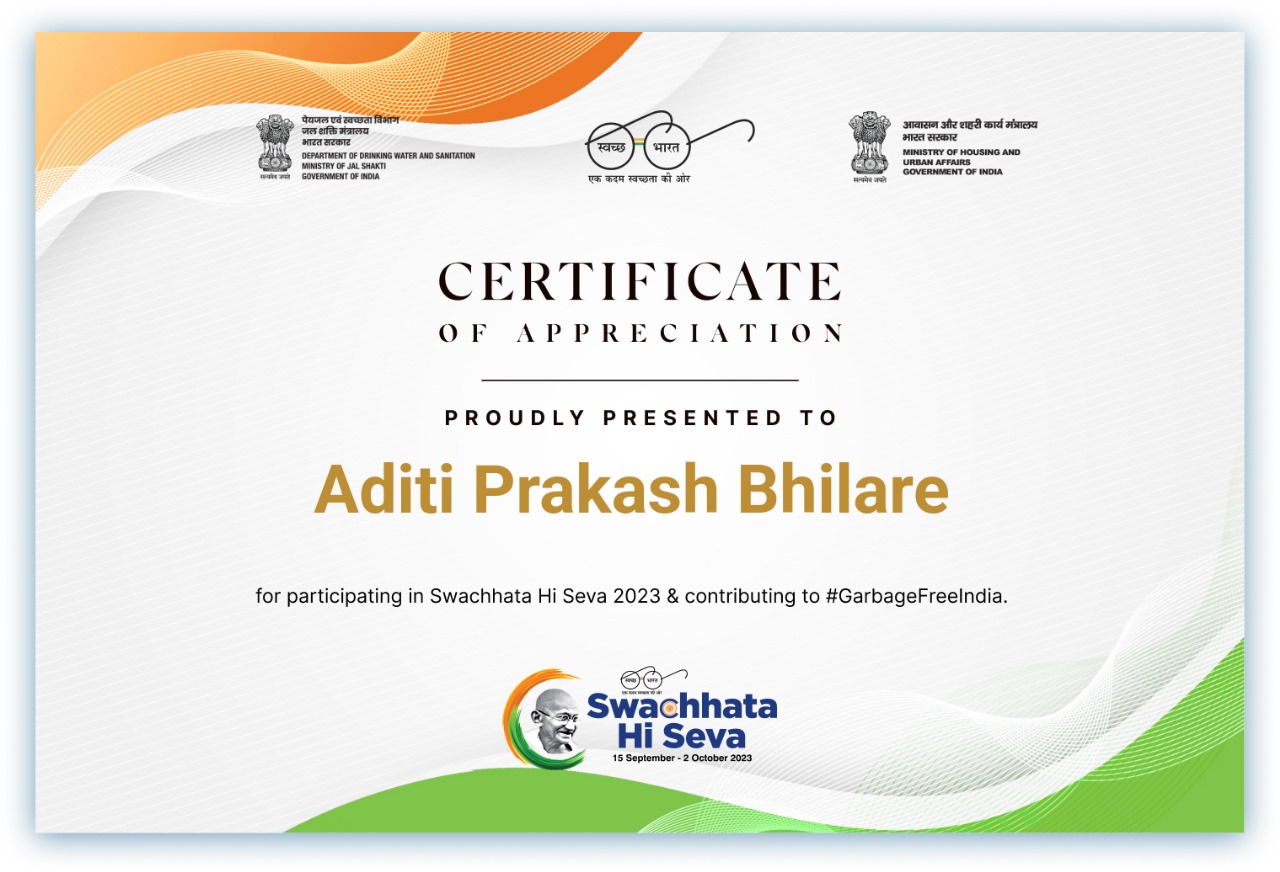 पेयजल एवं स्वच्छता विभाग
जल शक्ति मंत्रालय
भारत सरकार
DEPARTMENT OF DRINKING WATER AND SANITATION
MINISTRY OF JAL SHAKTI
GOVERNMENT OF INDIA
सत्यमेव जयते
स्वच्छ भारत
एक कदम स्वच्छता की ओर
आवासन और शहरी कार्य मंत्रालय
भारत सरकार
MINISTRY OF HOUSING AND
URBAN AFFAIRS
GOVERNMENT OF INDIA
सत्यमेव जयते
CERTIFICATE
OF APPRECIATION
PROUDLY PRESENTED TO
Aditi Prakash Bhilare
for participating in Swachhata Hi Seva 2023 & contributing to #GarbageFreeIndia.
स्वच्छ भारत
एक कदम स्वच्छता की ओर
Swachhata
Hi Seva
15 September - 2 October 2023